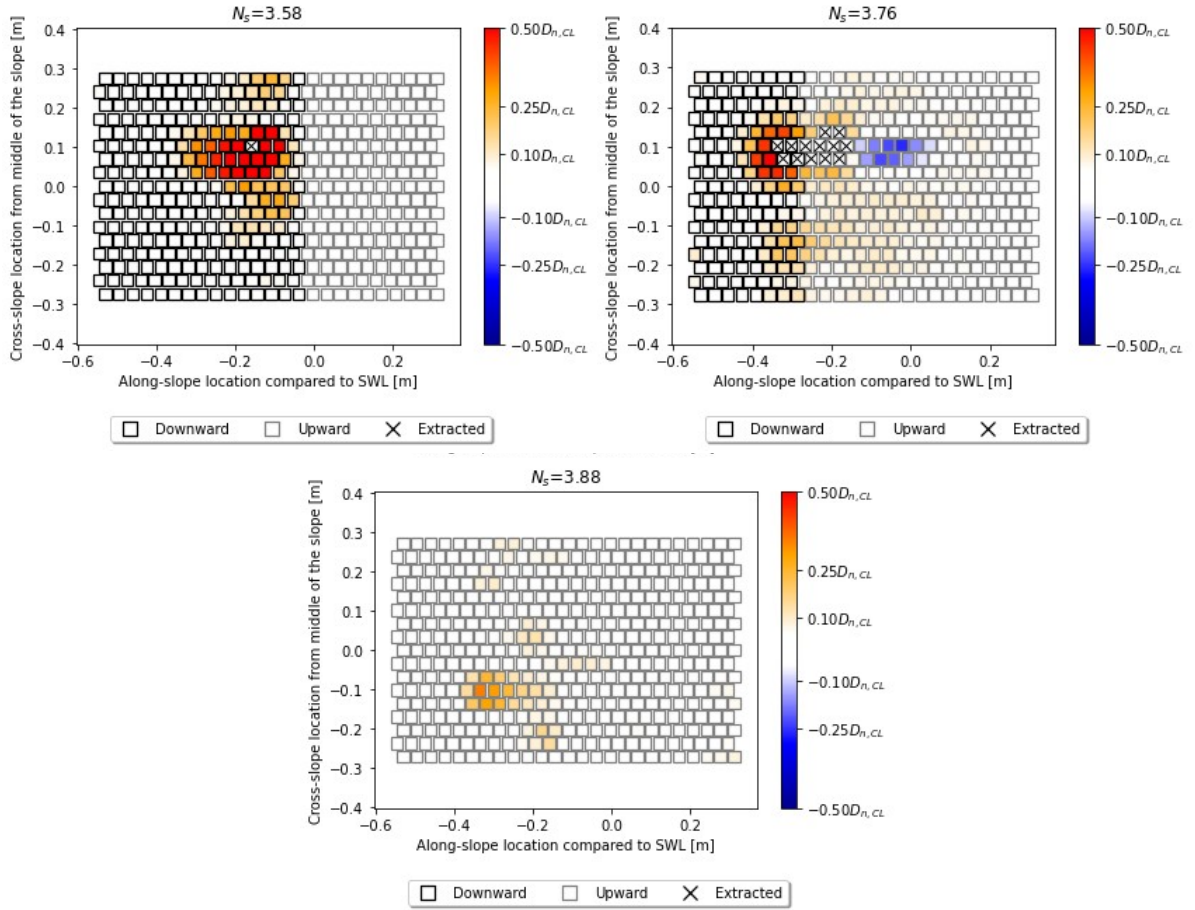 N_s=3.58
Cross-slope location from middle of the slope [m]
0.4
0.3
0.2
0.1
0.0
−0.1
−0.2
−0.3
−0.4
−0.6
−0.4
−0.2
0.0
0.2
Along-slope location compared to SWL [m]
0.50D_{n,CL}
0.25D_{n,CL}
0.10D_{n,CL}
−0.10D_{n,CL}
−0.25D_{n,CL}
−0.50D_{n,CL}
Downward Upward Extracted
N_s=3.76
Cross-slope location from middle of the slope [m]
0.4
0.3
0.2
0.1
0.0
−0.1
−0.2
−0.3
−0.4
−0.6
−0.4
−0.2
0.0
0.2
Along-slope location compared to SWL [m]
0.50D_{n,CL}
0.25D_{n,CL}
0.10D_{n,CL}
−0.10D_{n,CL}
−0.25D_{n,CL}
−0.50D_{n,CL}
Downward Upward Extracted
N_s=3.88
Cross-slope location from middle of the slope [m]
0.4
0.3
0.2
0.1
0.0
−0.1
−0.2
−0.3
−0.4
−0.6
−0.4
−0.2
0.0
0.2
Along-slope location compared to SWL [m]
0.50D_{n,CL}
0.25D_{n,CL}
0.10D_{n,CL}
−0.10D_{n,CL}
−0.25D_{n,CL}
−0.50D_{n,CL}
Downward Upward Extracted